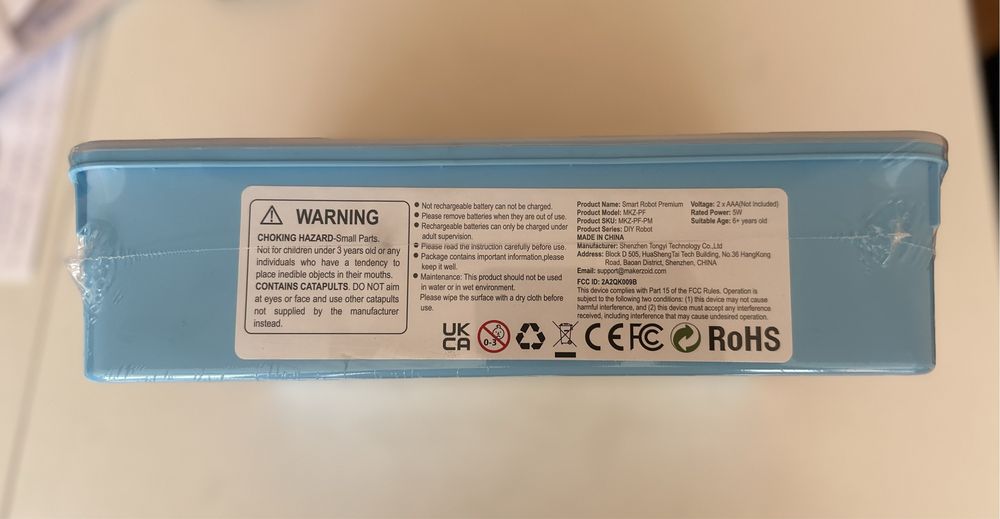 WARNING
CHOKING HAZARD-Small Parts.
Not for children under 3 years old or any
individuals who have a tendency to
place inedible objects in their mouths.
CONTAINS CATAPULTS. DO NOT aim
at eyes or face and use other catapults
not supplied by the manufacturer
instead.
● Not rechargeable battery can not be charged.
● Please remove batteries when they are out of use.
● Rechargeable batteries can only be charged under
adult supervision.
● Please read the instruction carefully before use.
● Package contains important information,please
keep it well.
● Maintenance: This product should not be used
in water or in wet environment.
Please wipe the surface with a dry cloth before
use.
Product Name: Smart Robot Premium
Product Model: MKZ-PF
Product SKU: MKZ-PF-PM
Product Series: DIY Robot
MADE IN CHINA
Voltage: 2 x AAA(Not included)
Rated Power: 5W
Suitable Age: 6+ years old
Manufacturer: Shenzhen Tongyi Technology Co.,Ltd
Address: Block D 505, HuaShengTai Tech Building, No.36 HangKong
Road, Baoan District, Shenzhen, CHINA
Email: support@makerzoid.com
FCC ID: 2A2QK009B
This device complies with Part 15 of the FCC Rules. Operation is
subject to the following two conditions: (1) this device may not cause
harmful interference, and (2) this device must accept any interference
received, including interference that may cause undesired operation.
UK
CA
0-3
CE
FC
RoHS